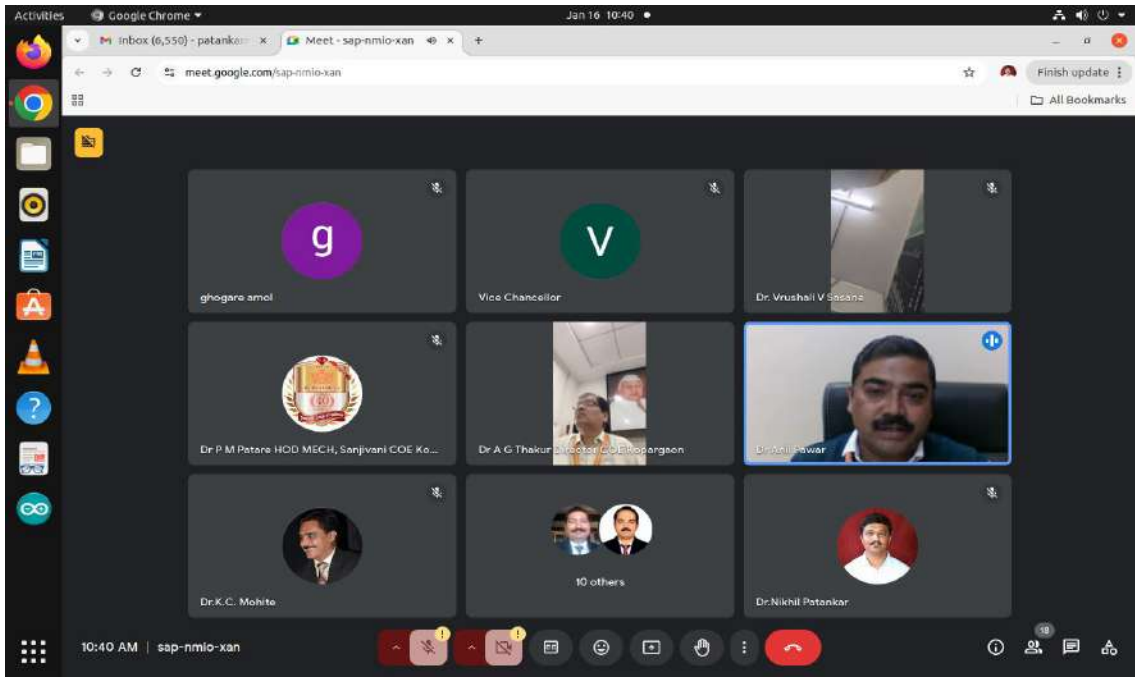 Activities Google Chrome Jan 16 10:40
Inbox (6,550) - patankar Meet - sap-nmio-xan
meet.google.com/sap-nmio-xan Finish update
All Bookmarks
g V
ghogare amol Vice Chancellor Dr. Vrushali V Sasane
(40)
Dr P M Patare HOD MECH, Sanjivani COE Ko... Dr A G Thakur Director COE Kopargaon Dr.Anil Pawar
10 others
Dr.K.C. Mohite Dr.Nikhil Patankar
18
10:40 AM | sap-nmio-xan